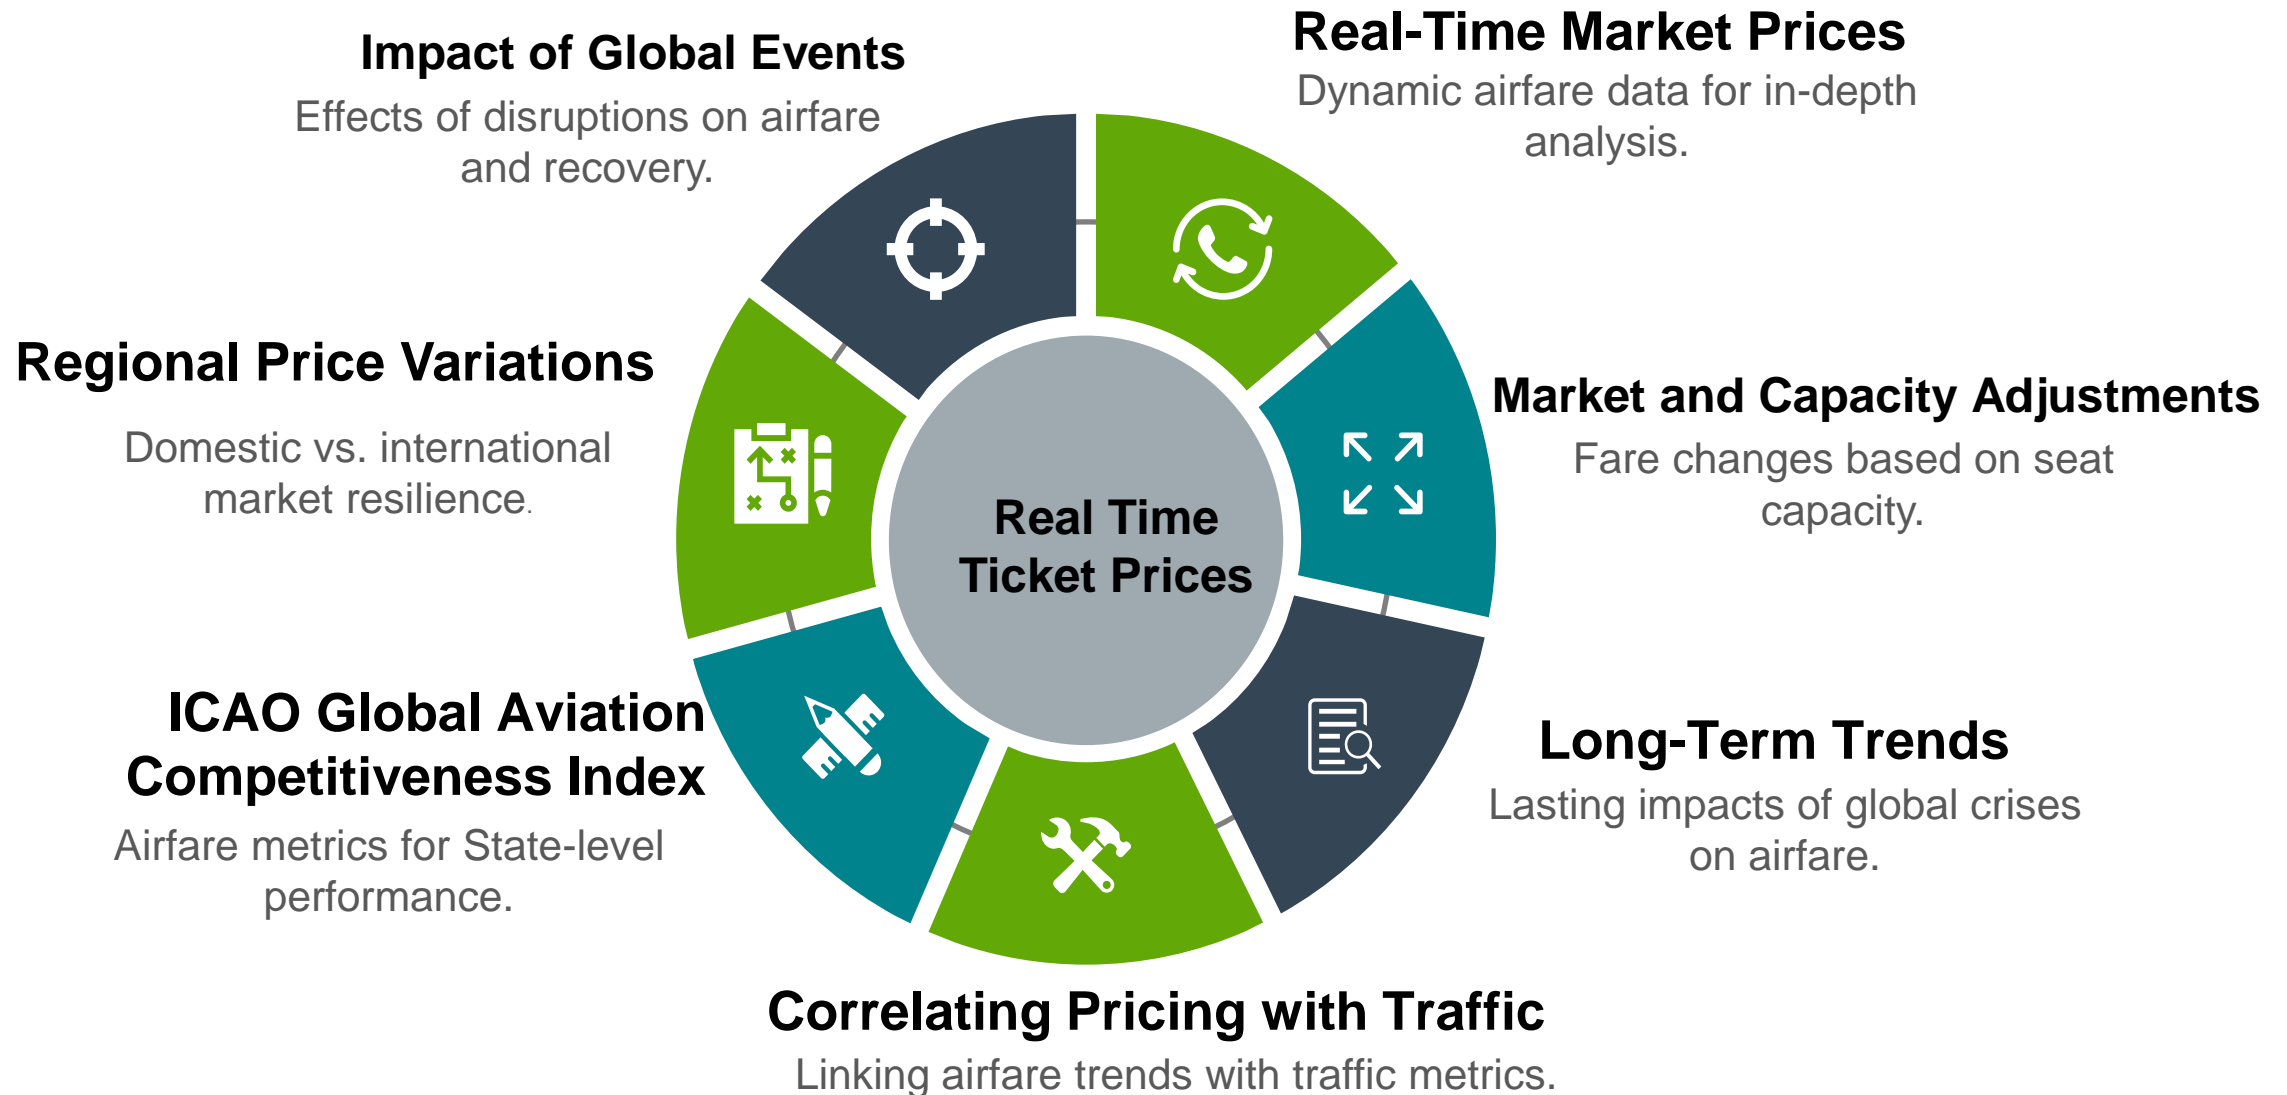 Impact of Global Events
Effects of disruptions on airfare
and recovery.
Real-Time Market Prices
Dynamic airfare data for in-depth
analysis.
Regional Price Variations
Domestic vs. international
market resilience.
Market and Capacity Adjustments
Fare changes based on seat
capacity.
Real Time
Ticket Prices
ICAO Global Aviation
Competitiveness Index
Airfare metrics for State-level
performance.
Long-Term Trends
Lasting impacts of global crises
on airfare.
Correlating Pricing with Traffic
Linking airfare trends with traffic metrics.